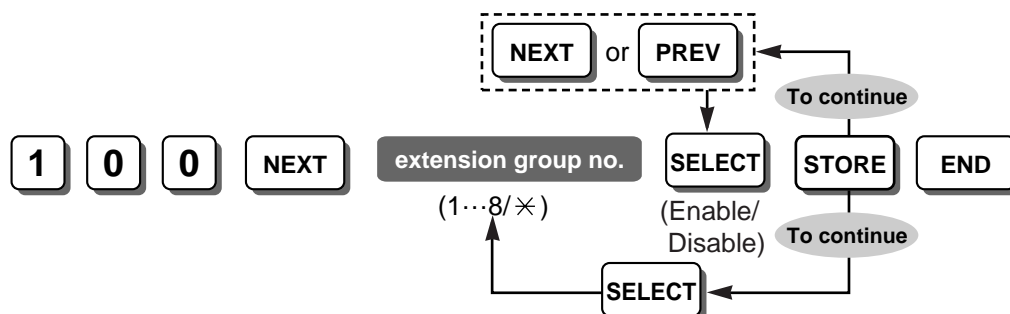 NEXT or PREV
To continue
1 0 0 NEXT extension group no. SELECT STORE END
(1···8/✳)
(Enable/
Disable)
To continue
SELECT